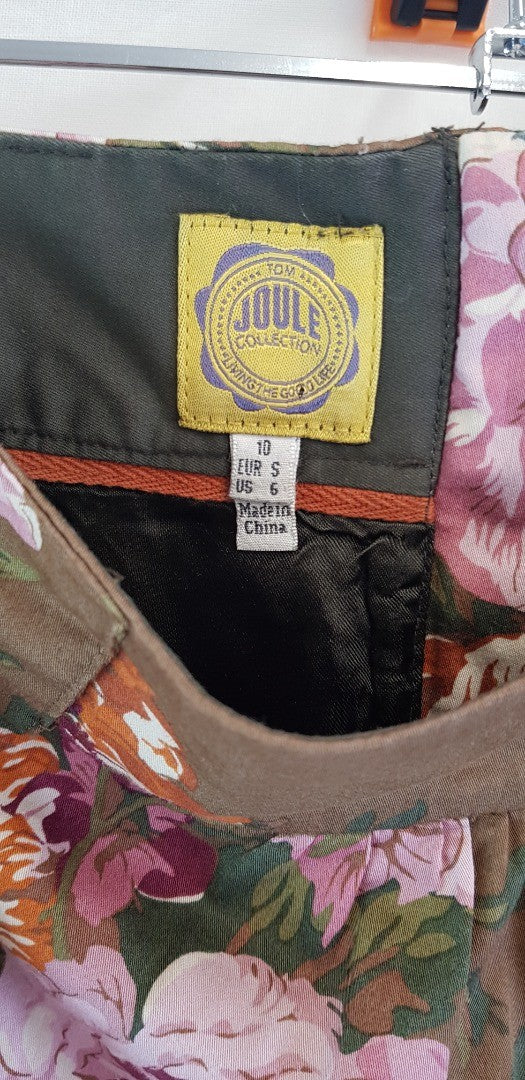 TOM
JOULE
COLLECTION
LIVING THE GOOD LIFE
10
EUR S
US 6
Made in
China